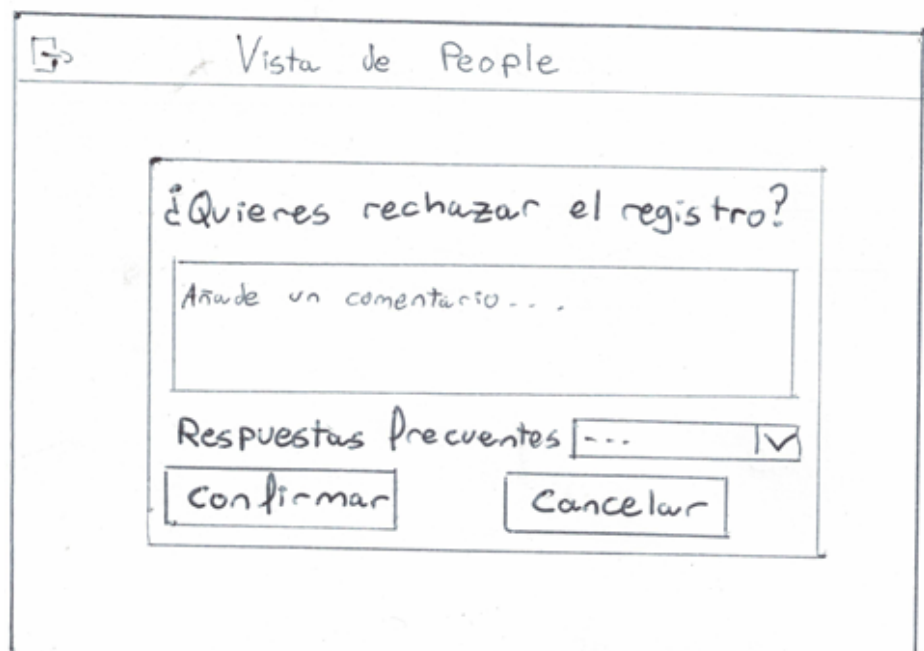 Vista de People
¿Quieres rechazar el registro?
Añade un comentario....
Respuestas frecuentes ...
Confirmar Cancelar